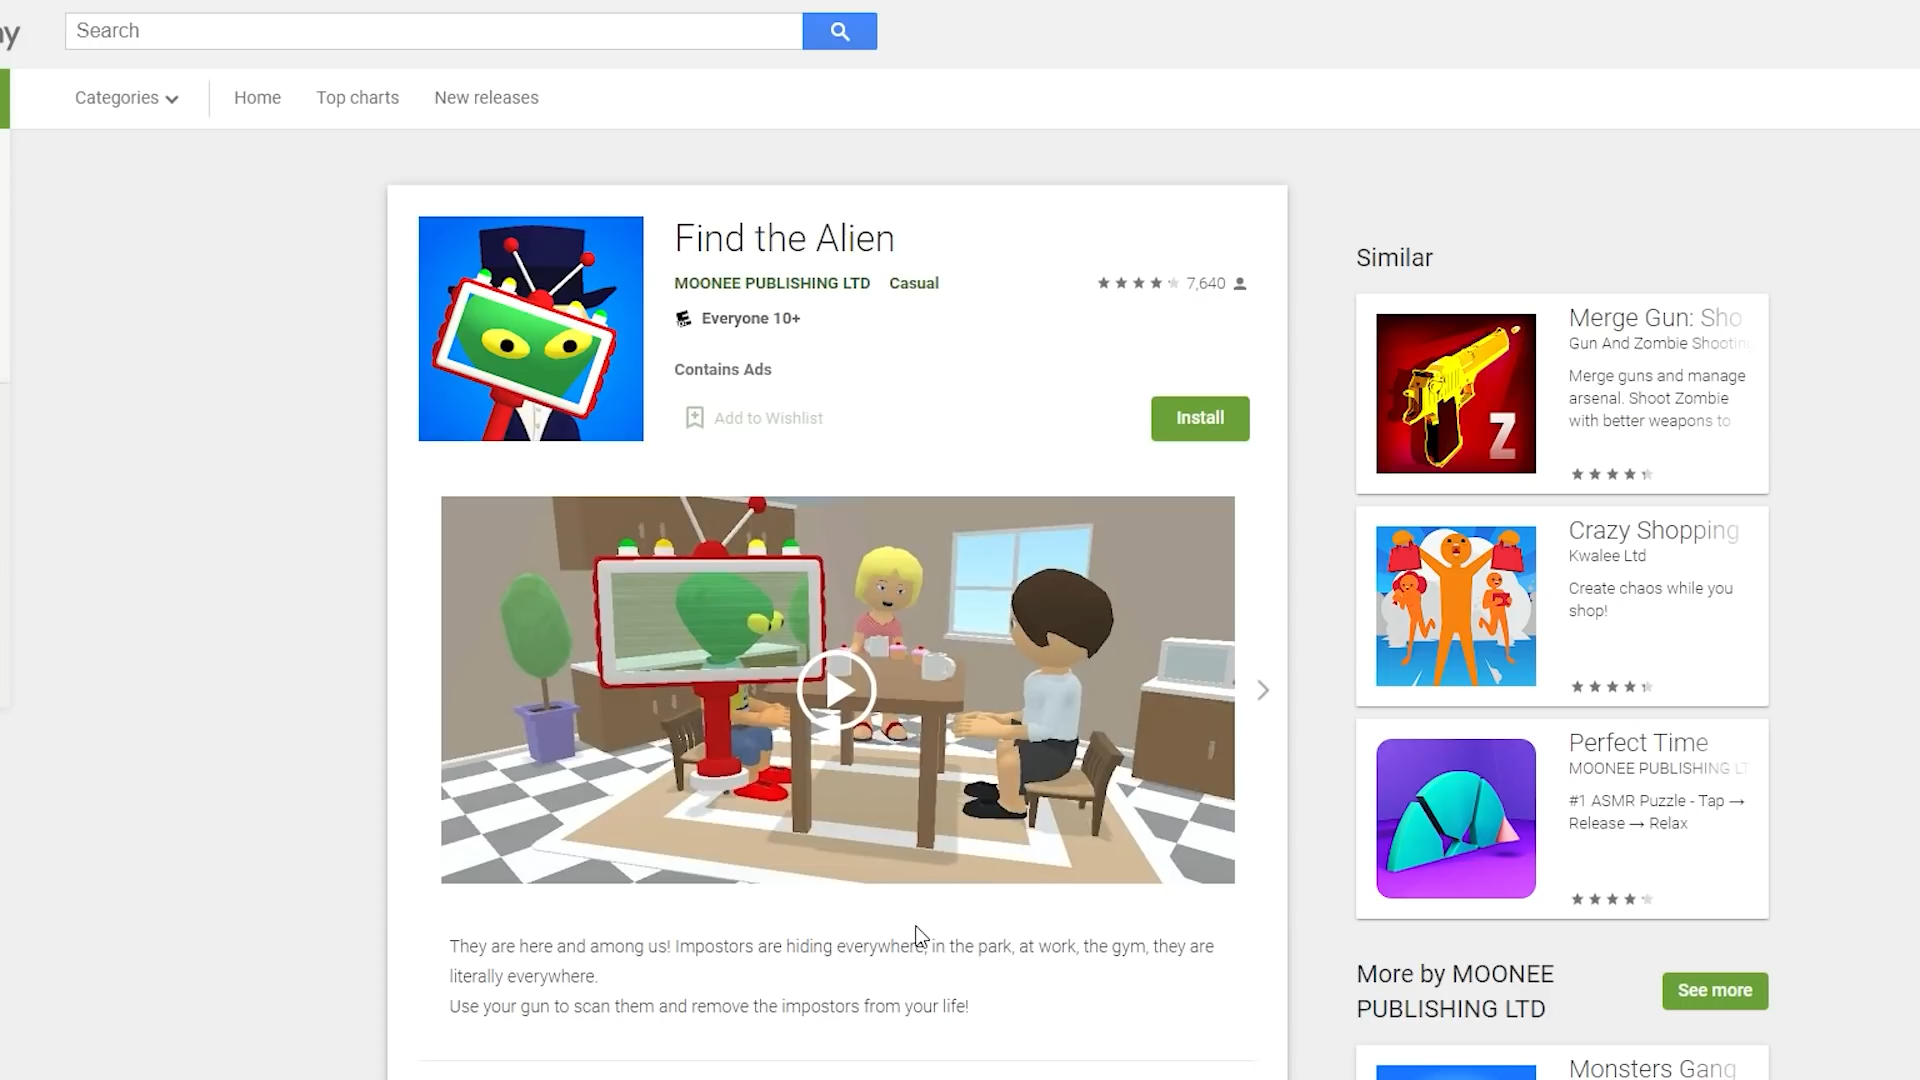 Search
Categories
Home
Top charts
New releases
Find the Alien
MOONEE PUBLISHING LTD Casual
7,640
Everyone 10+
Contains Ads
Add to Wishlist
Install
They are here and among us! Impostors are hiding everywhere, in the park, at work, the gym, they are
literally everywhere.
Use your gun to scan them and remove the impostors from your life!
Similar
Merge Gun: Sho
Gun And Zombie Shooting
Merge guns and manage
arsenal. Shoot Zombie
with better weapons to
Z
Crazy Shopping
Kwalee Ltd
Create chaos while you
shop!
Perfect Time
MOONEE PUBLISHING LT
#1 ASMR Puzzle - Tap →
Release → Relax
More by MOONEE
PUBLISHING LTD
See more
Monsters Gang